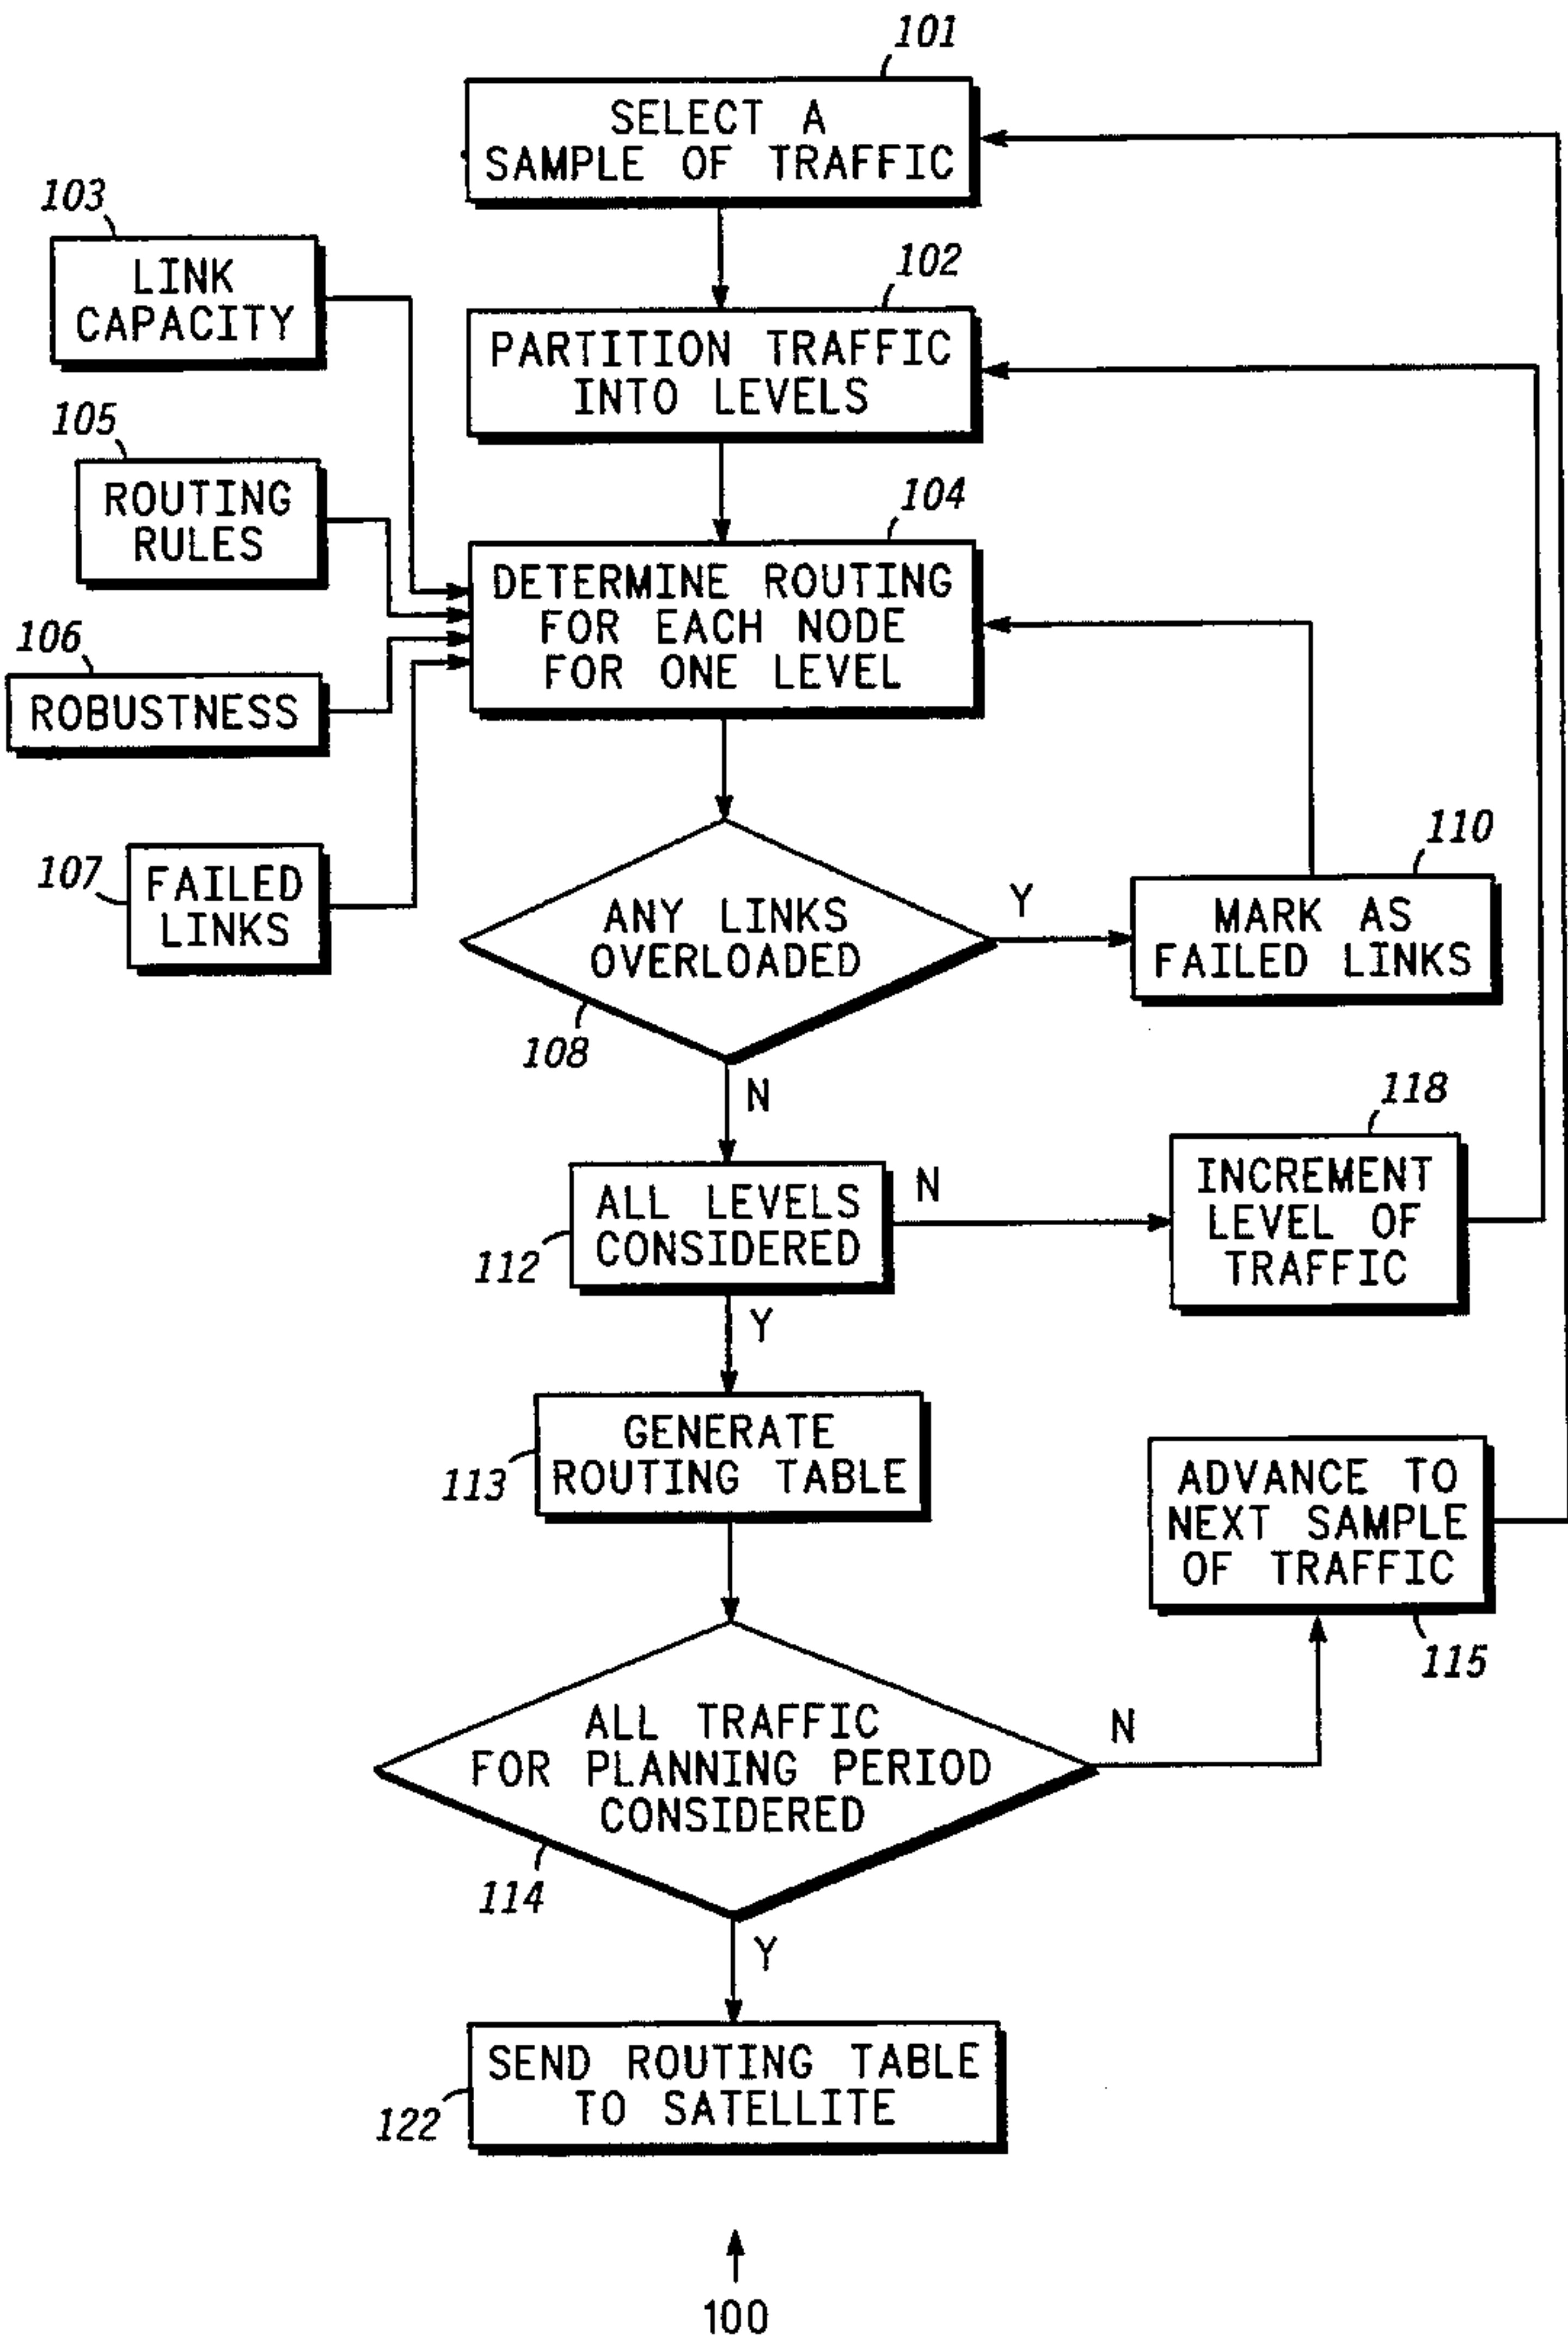 101
SELECT A
SAMPLE OF TRAFFIC
103
LINK
CAPACITY
102
PARTITION TRAFFIC
INTO LEVELS
105
ROUTING
RULES
104
DETERMINE ROUTING
FOR EACH NODE
FOR ONE LEVEL
106
ROBUSTNESS
107
FAILED
LINKS
ANY LINKS
OVERLOADED
108
Y
110
MARK AS
FAILED LINKS
N
ALL LEVELS
CONSIDERED
112
N
118
INCREMENT
LEVEL OF
TRAFFIC
Y
GENERATE
ROUTING TABLE
113
ADVANCE TO
NEXT SAMPLE
OF TRAFFIC
115
ALL TRAFFIC
FOR PLANNING PERIOD
CONSIDERED
114
N
Y
SEND ROUTING TABLE
TO SATELLITE
122
100